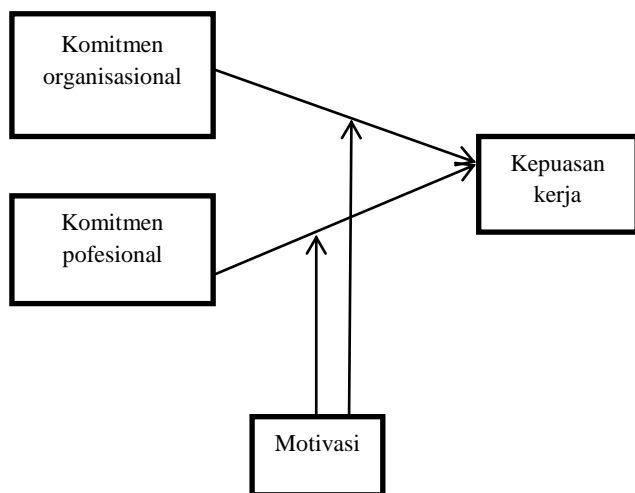 Komitmen
organisasional
Komitmen
pofesional
Kepuasan
kerja
Motivasi